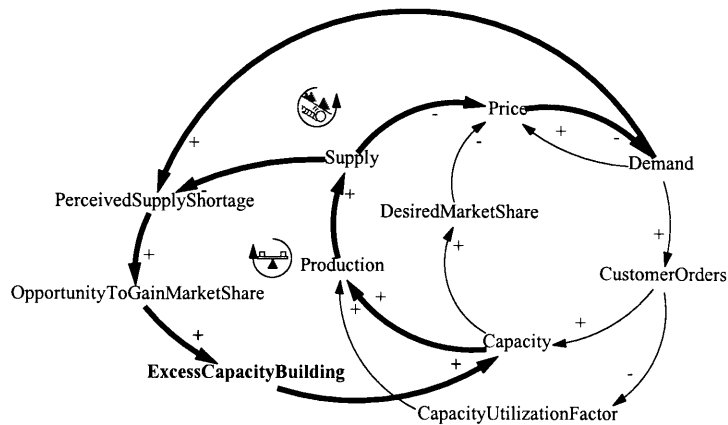 Price
Supply
Demand
PerceivedSupplyShortage
DesiredMarketShare
Production
CustomerOrders
OpportunityToGainMarketShare
Capacity
ExcessCapacityBuilding
CapacityUtilizationFactor
+
-
-
+
-
-
-
+
+
+
+
+
+
+
+
+
-